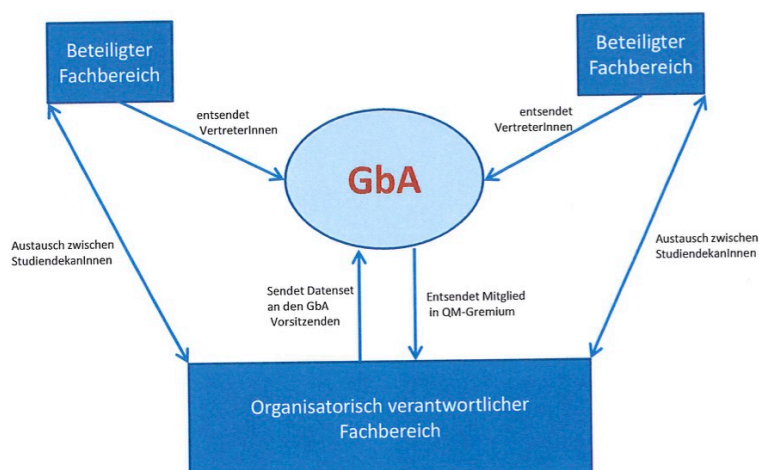 Beteiligter
Fachbereich
Beteiligter
Fachbereich
entsendet
VertreterInnen
entsendet
VertreterInnen
GbA
Austausch zwischen
StudiendekanInnen
Austausch zwischen
StudiendekanInnen
Sendet Datenset
an den GbA
Vorsitzenden
Entsendet Mitglied
in QM-Gremium
Organisatorisch verantwortlicher
Fachbereich